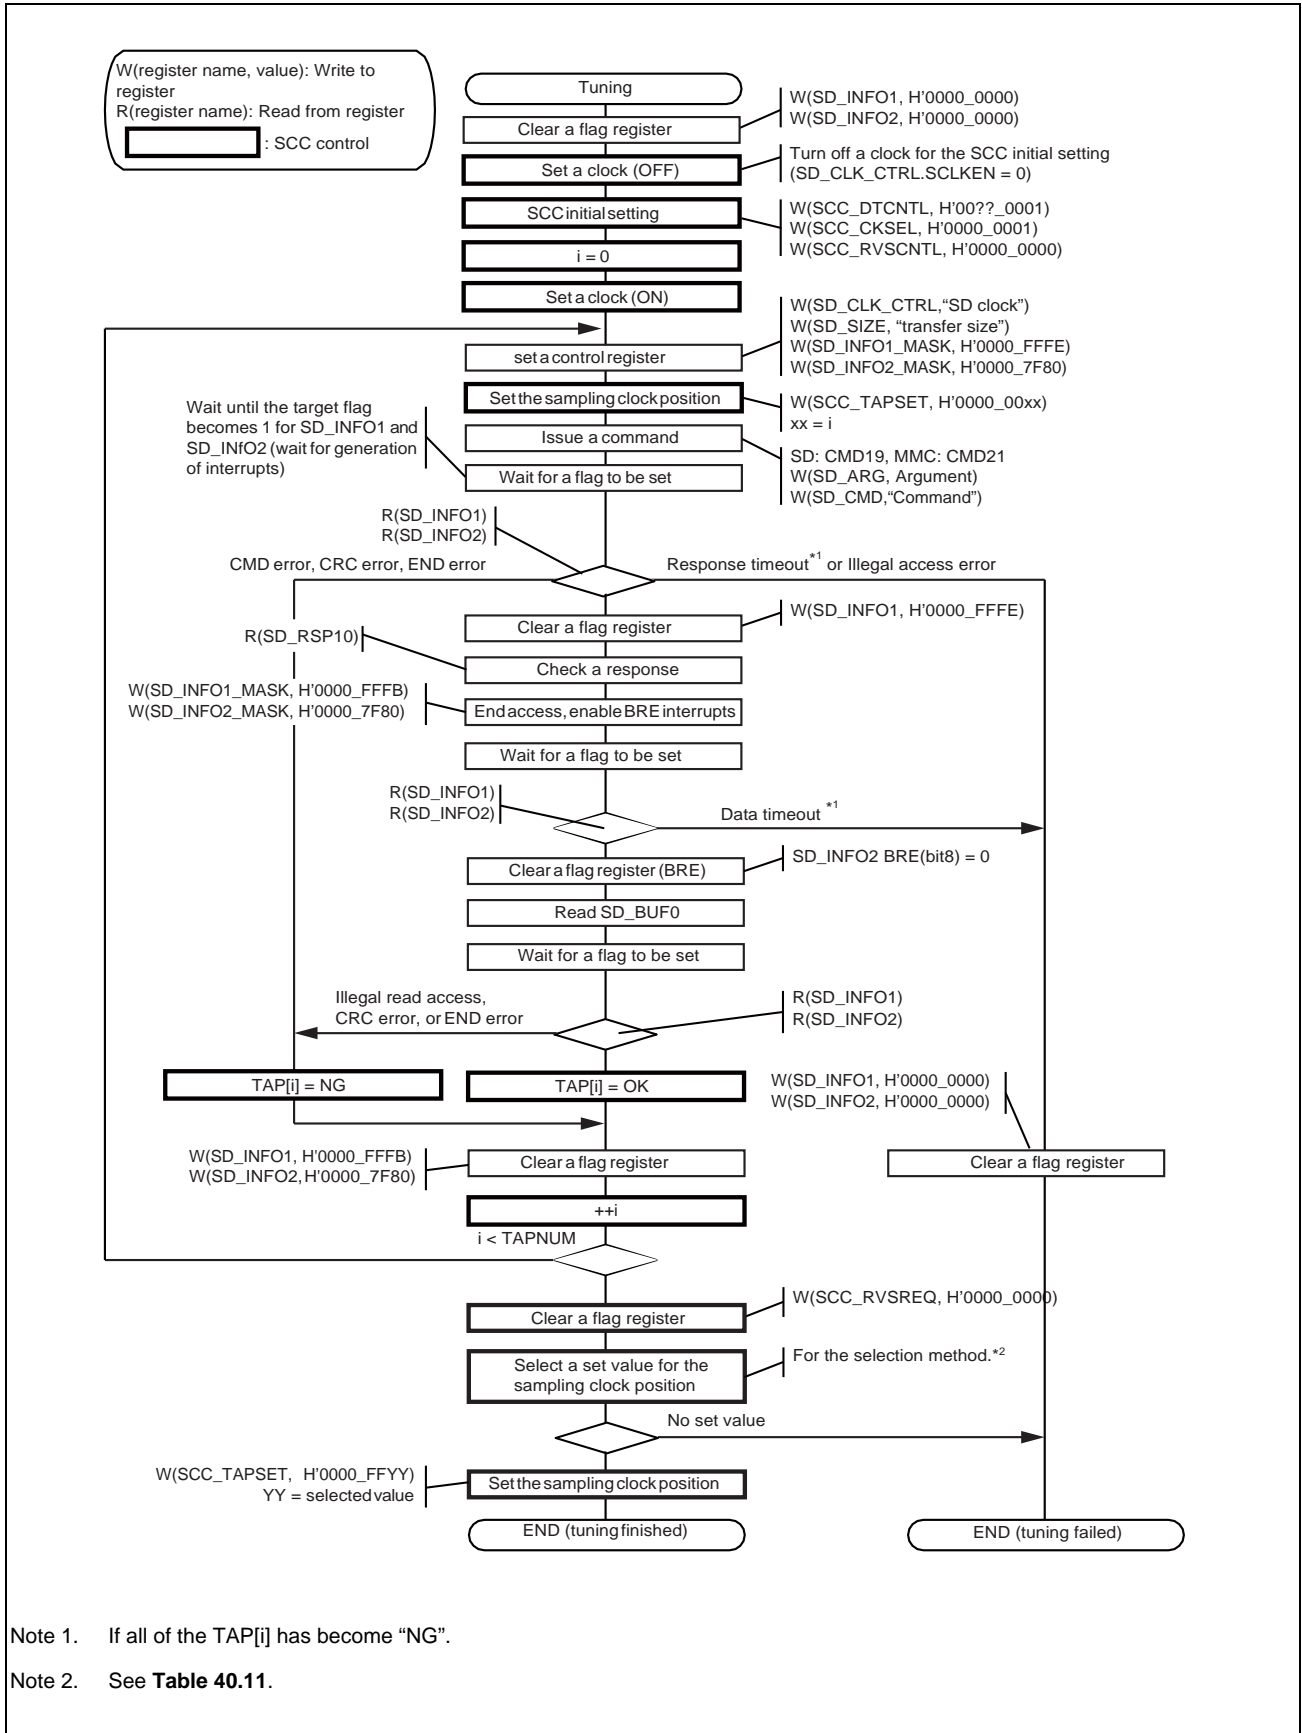 W(register name, value): Write to
register
R(register name): Read from register
: SCC control
Tuning
Clear a flag register
W(SD_INFO1, H'0000_0000)
W(SD_INFO2, H'0000_0000)
Set a clock (OFF)
Turn off a clock for the SCC initial setting
(SD_CLK_CTRL.SCLKEN = 0)
SCC initial setting
W(SCC_DTCNTL, H'00??_0001)
W(SCC_CKSEL, H'0000_0001)
W(SCC_RVSCNTL, H'0000_0000)
i = 0
Set a clock (ON)
W(SD_CLK_CTRL,“SD clock”)
W(SD_SIZE, “transfer size”)
W(SD_INFO1_MASK, H'0000_FFFE)
W(SD_INFO2_MASK, H'0000_7F80)
set a control register
Set the sampling clock position
W(SCC_TAPSET, H'0000_00xx)
xx = i
Wait until the target flag
becomes 1 for SD_INFO1 and
SD_INfO2 (wait for generation
of interrupts)
Issue a command
SD: CMD19, MMC: CMD21
W(SD_ARG, Argument)
W(SD_CMD,“Command”)
Wait for a flag to be set
R(SD_INFO1)
R(SD_INFO2)
CMD error, CRC error, END error
Response timeout*1 or Illegal access error
Clear a flag register
W(SD_INFO1, H'0000_FFFE)
R(SD_RSP10)
Check a response
W(SD_INFO1_MASK, H'0000_FFFB)
W(SD_INFO2_MASK, H'0000_7F80)
End access, enable BRE interrupts
Wait for a flag to be set
R(SD_INFO1)
R(SD_INFO2)
Data timeout *1
Clear a flag register (BRE)
SD_INFO2 BRE(bit8) = 0
Read SD_BUF0
Wait for a flag to be set
Illegal read access,
CRC error, or END error
R(SD_INFO1)
R(SD_INFO2)
TAP[i] = NG
TAP[i] = OK
W(SD_INFO1, H'0000_0000)
W(SD_INFO2, H'0000_0000)
W(SD_INFO1, H'0000_FFFB)
W(SD_INFO2, H'0000_7F80)
Clear a flag register
Clear a flag register
++i
i < TAPNUM
Clear a flag register
W(SCC_RVSREQ, H'0000_0000)
Select a set value for the
sampling clock position
For the selection method.*2
No set value
W(SCC_TAPSET, H'0000_FFYY)
YY = selected value
Set the sampling clock position
END (tuning finished)
END (tuning failed)
Note 1. If all of the TAP[i] has become “NG”.
Note 2. See Table 40.11.